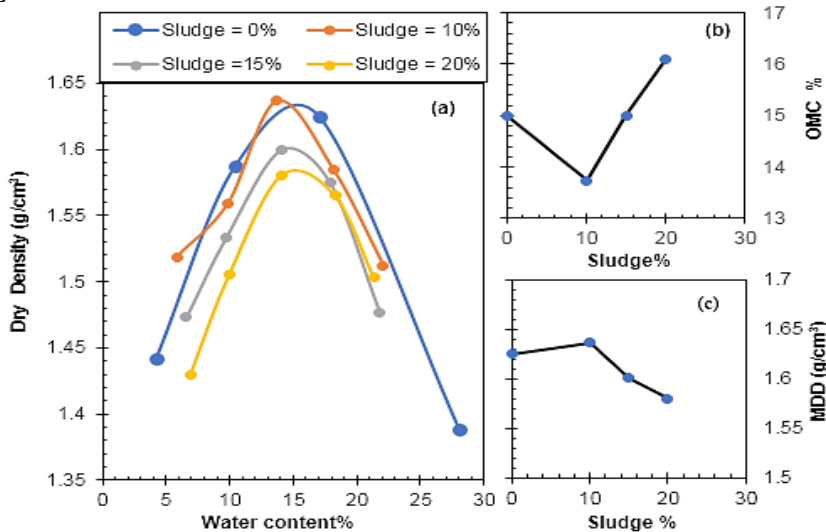 Sludge = 0%
Sludge = 10%
Sludge =15%
Sludge = 20%
(a)
1.65
1.6
1.55
1.5
1.45
1.4
1.35
Dry Density (g/cm³)
0 5 10 15 20 25 30
Water content%
(b)
17
16
15
14
13
OMC %
0 10 20 30
Sludge%
(c)
1.7
1.65
1.6
1.55
1.5
MDD (g/cm³)
0 10 20 30
Sludge %